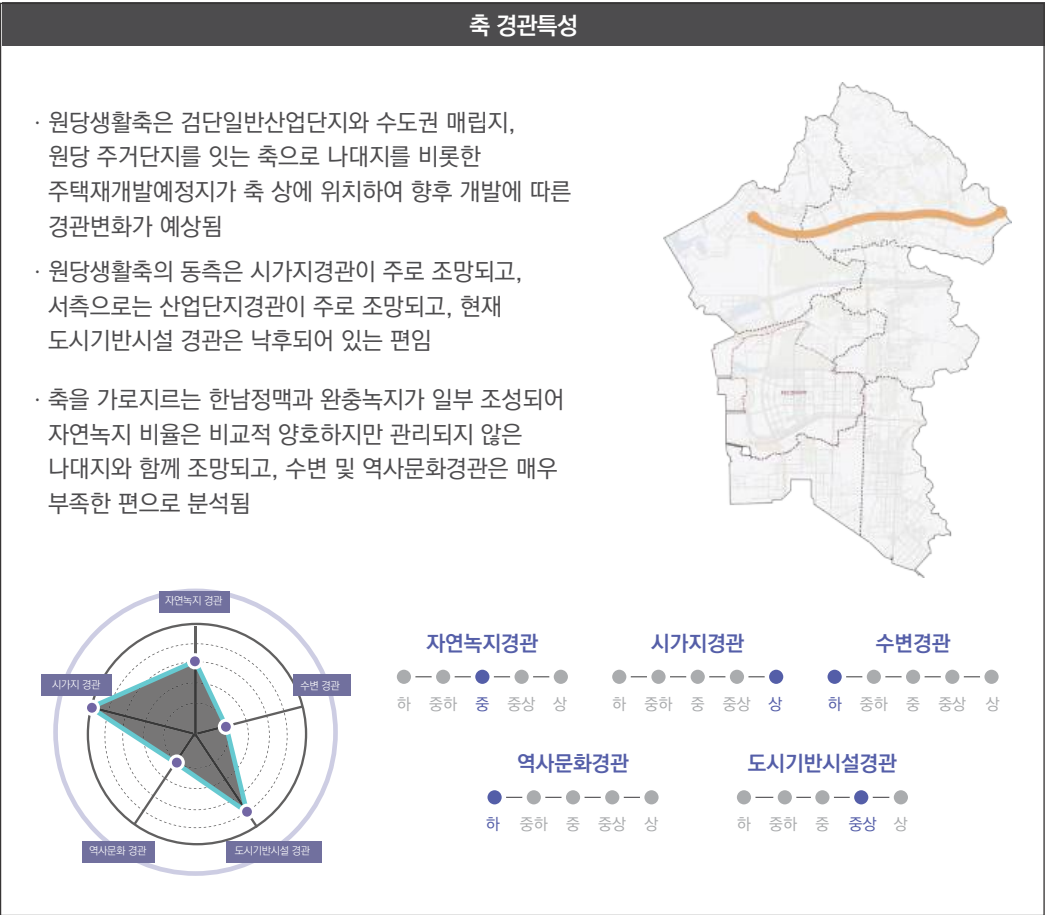 축 경관특성
· 원당생활축은 검단일반산업단지와 수도권 매립지,
원당 주거단지를 잇는 축으로 나대지를 비롯한
주택재개발예정지가 축 상에 위치하여 향후 개발에 따른
경관변화가 예상됨
· 원당생활축의 동측은 시가지경관이 주로 조망되고,
서측으로는 산업단지경관이 주로 조망되고, 현재
도시기반시설 경관은 낙후되어 있는 편임
· 축을 가로지르는 한남정맥과 완충녹지가 일부 조성되어
자연녹지 비율은 비교적 양호하지만 관리되지 않은
나대지와 함께 조망되고, 수변 및 역사문화경관은 매우
부족한 편으로 분석됨
자연녹지 경관
시가지 경관
수변 경관
역사문화 경관
도시기반시설 경관
자연녹지경관
하 중하 중 중상 상
시가지경관
하 중하 중 중상 상
수변경관
하 중하 중 중상 상
역사문화경관
하 중하 중 중상 상
도시기반시설경관
하 중하 중 중상 상